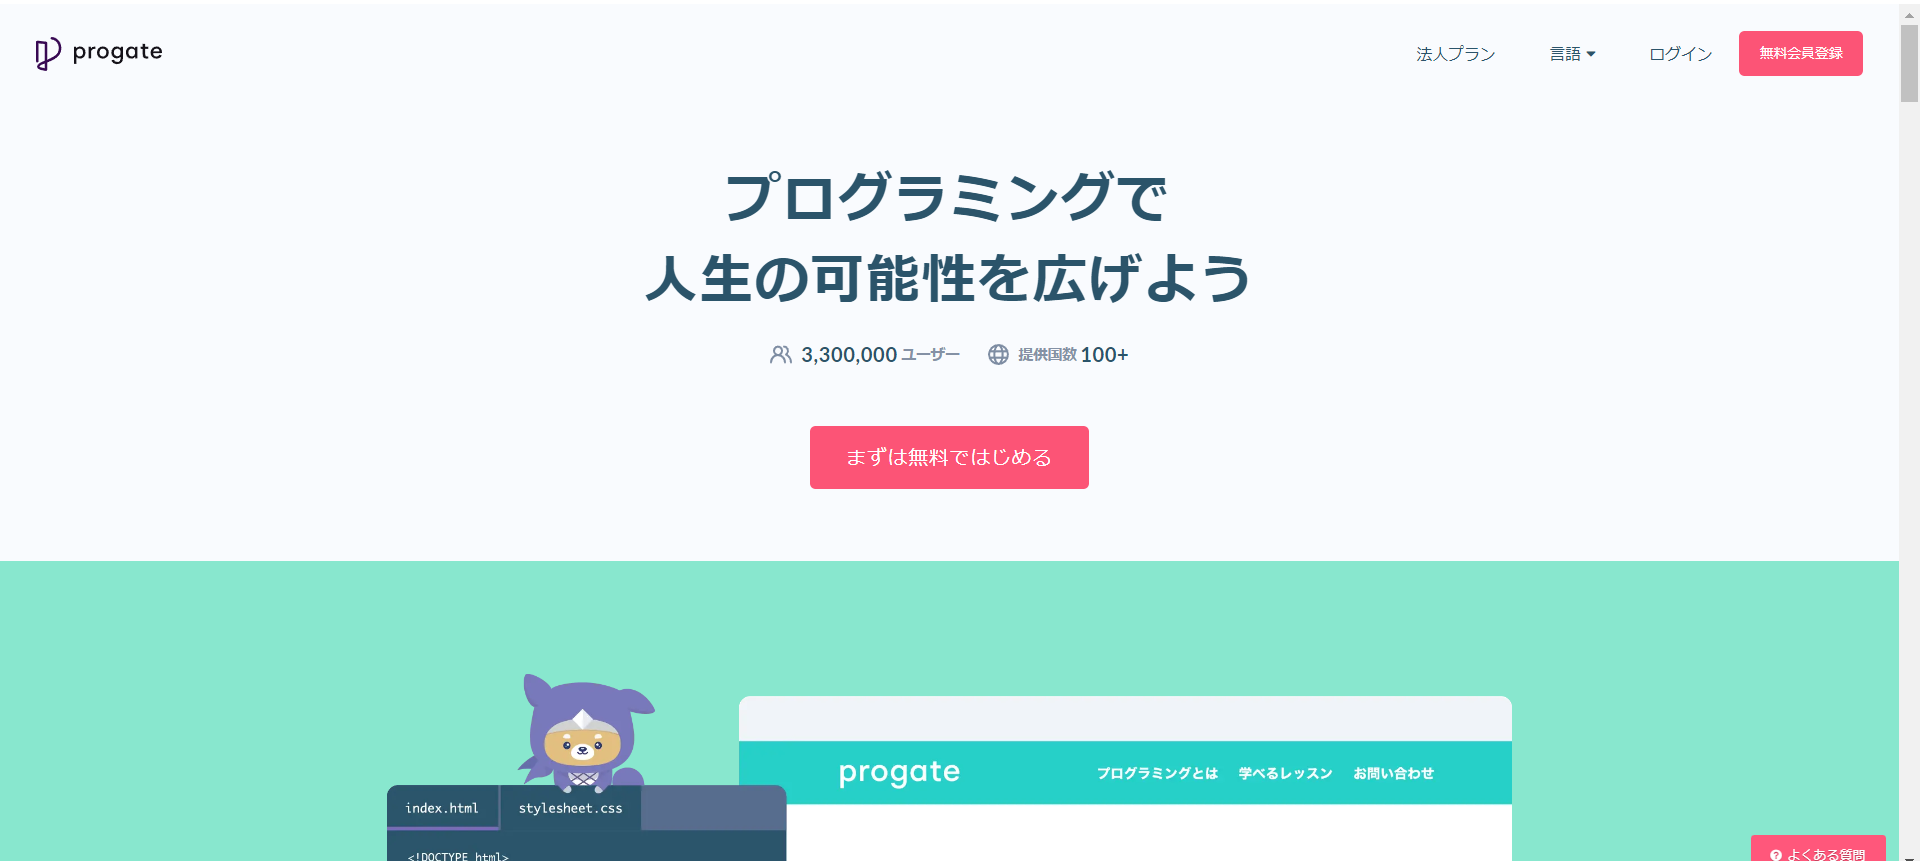 progate
法人プラン
言語
ログイン
無料会員登録
プログラミングで
人生の可能性を広げよう
3,300,000 ユーザー
提供国数 100+
まずは無料ではじめる
progate
プログラミングとは
学べるレッスン
お問い合わせ
index.html
stylesheet.css
<!DOCTYPE html>
よくある質問